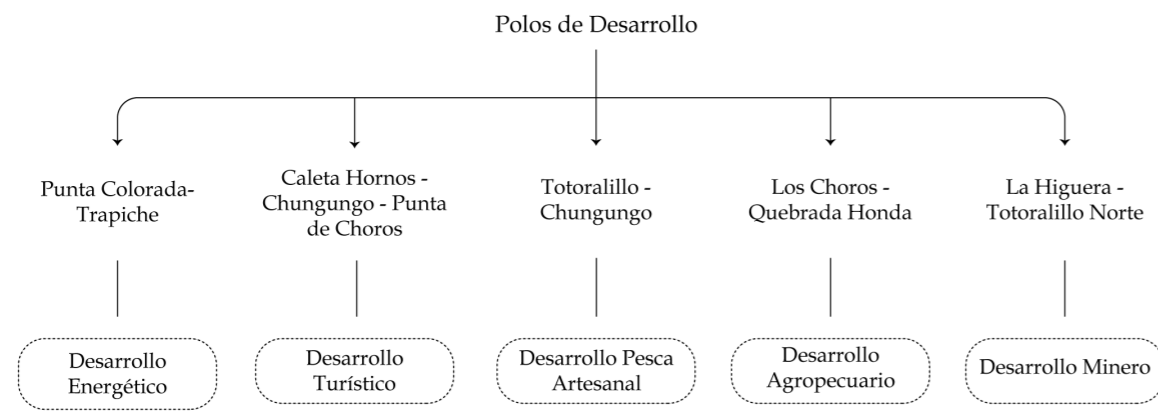 Polos de Desarrollo
Punta Colorada-
Trapiche
Caleta Hornos -
Chungungo - Punta
de Choros
Totoralillo -
Chungungo
Los Choros -
Quebrada Honda
La Higuera -
Totoralillo Norte
Desarrollo
Energético
Desarrollo
Turístico
Desarrollo Pesca
Artesanal
Desarrollo
Agropecuario
Desarrollo Minero